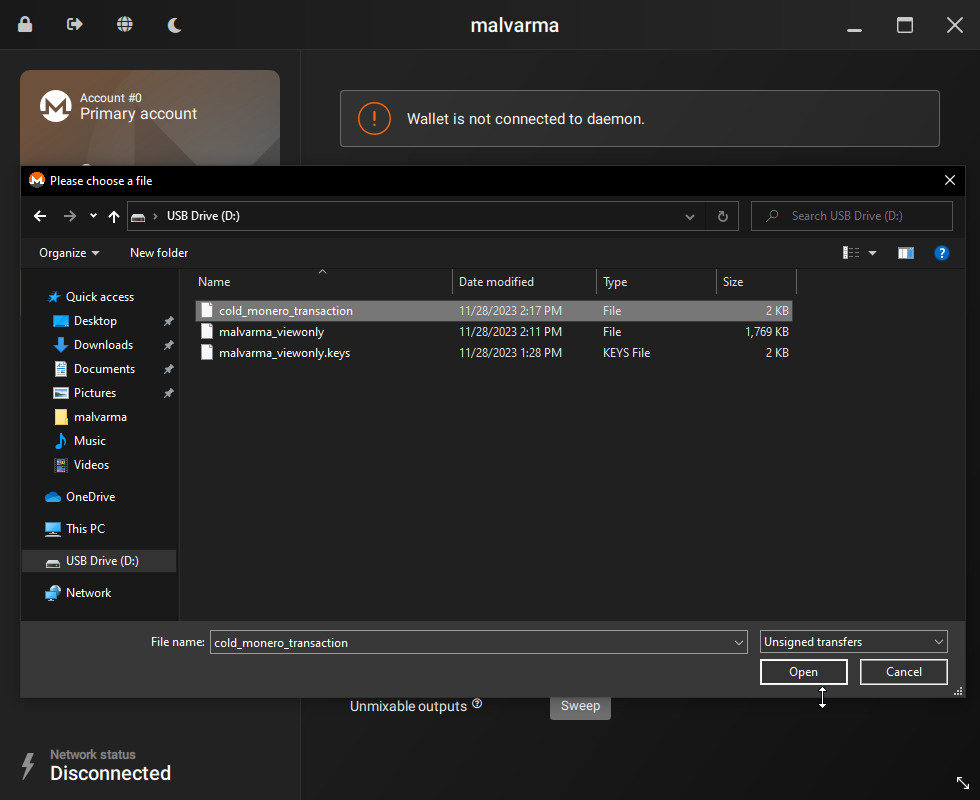 malvarma
Account #0
Primary account
Wallet is not connected to daemon.
Please choose a file
USB Drive (D:)
Search USB Drive (D:)
Organize
New folder
Name
Date modified
Type
Size
Quick access
Desktop
Downloads
Documents
Pictures
malvarma
Music
Videos
OneDrive
This PC
USB Drive (D:)
Network
cold_monero_transaction 11/28/2023 2:17 PM File 2 KB
malvarma_viewonly 11/28/2023 2:11 PM File 1,769 KB
malvarma_viewonly.keys 11/28/2023 1:28 PM KEYS File 2 KB
File name: cold_monero_transaction
Unsigned transfers
Open
Cancel
Unmixable outputs ?
Sweep
Network status
Disconnected